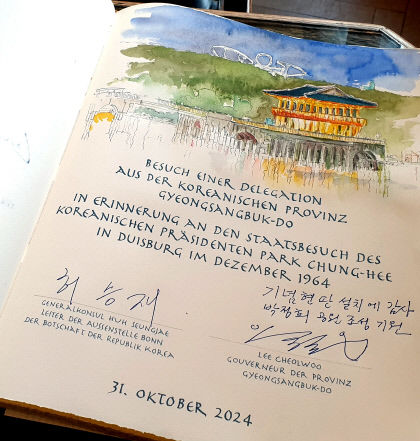 BESUCH EINER DELEGATION
AUS DER KOREANISCHEN PROVINZ
GYEONGSANGBUK-DO
IN ERINNERUNG AN DEN STAATSBESUCH DES
KOREANISCHEN PRÄSIDENTEN PARK CHUNG-HEE
IN DUISBURG IM DEZEMBER 1964
기념현판 설치에 감사
박정희 공원 조성 기원
허승재
GENERALKONSUL HUH SEUNGJAE
LEITER DER AUSSENSTELLE BONN
DER BOTSCHAFT DER REPUBLIK KOREA
LEE CHEOLWOO
GOUVERNEUR DER PROVINZ
GYEONGSANGBUK-DO
31. OKTOBER 2024